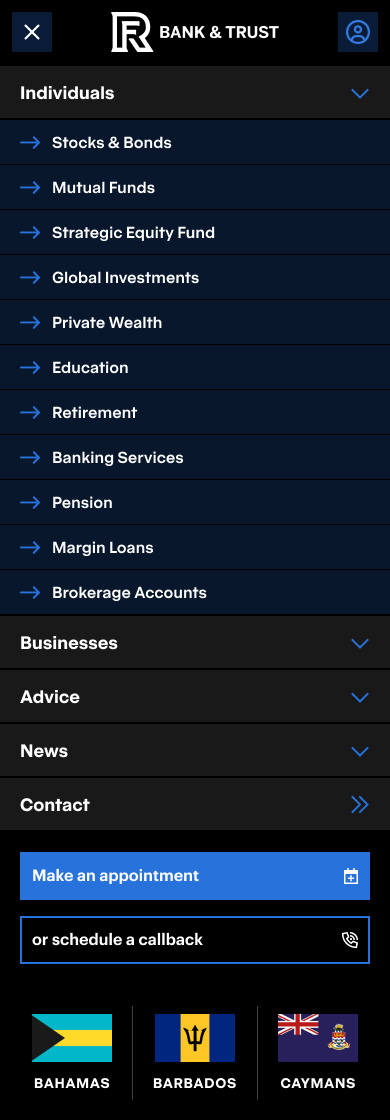 RF BANK & TRUST
Individuals
Stocks & Bonds
Mutual Funds
Strategic Equity Fund
Global Investments
Private Wealth
Education
Retirement
Banking Services
Pension
Margin Loans
Brokerage Accounts
Businesses
Advice
News
Contact
Make an appointment
or schedule a callback
BAHAMAS
BARBADOS
CAYMANS